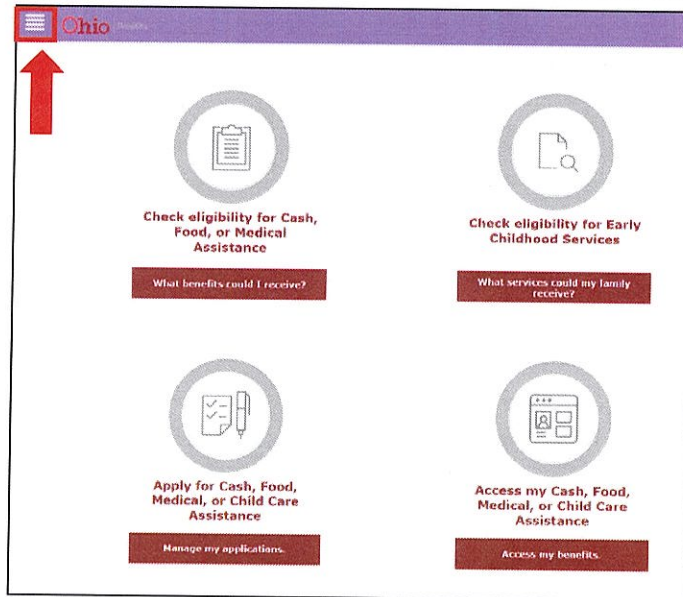 Ohio Benefits
Check eligibility for Cash,
Food, or Medical
Assistance
What benefits could I receive?
Check eligibility for Early
Childhood Services
What services could my family
receive?
Apply for Cash, Food,
Medical, or Child Care
Assistance
Manage my applications.
Access my Cash, Food,
Medical, or Child Care
Assistance
Access my benefits.